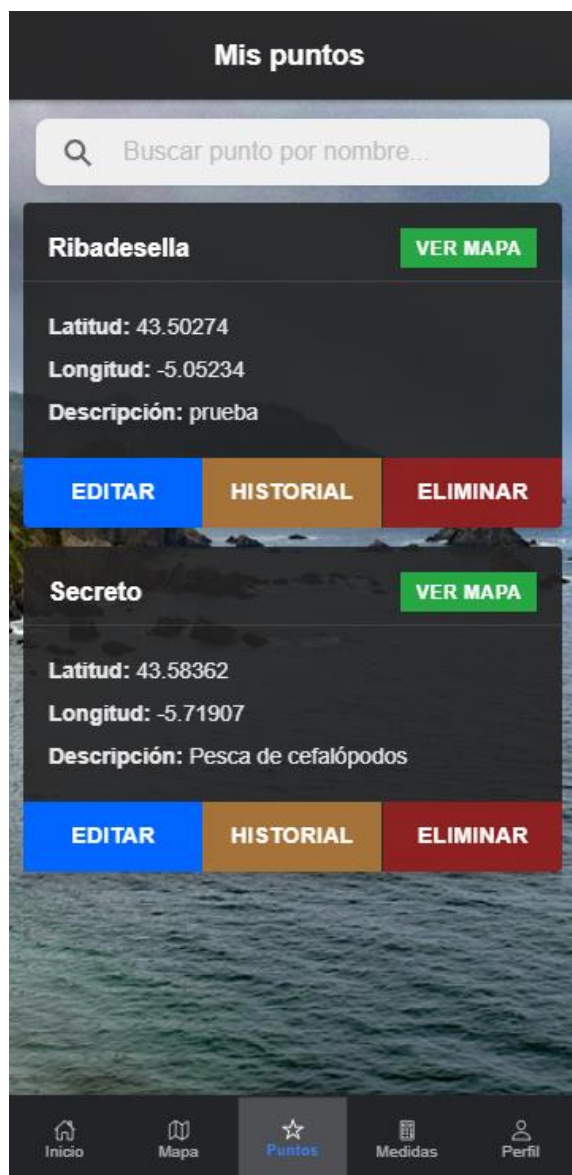 Mis puntos
Buscar punto por nombre...
Ribadesella
VER MAPA
Latitud: 43.50274
Longitud: -5.05234
Descripción: prueba
EDITAR HISTORIAL ELIMINAR
Secreto
VER MAPA
Latitud: 43.58362
Longitud: -5.71907
Descripción: Pesca de cefalópodos
EDITAR HISTORIAL ELIMINAR
Inicio Mapa Puntos Medidas Perfil